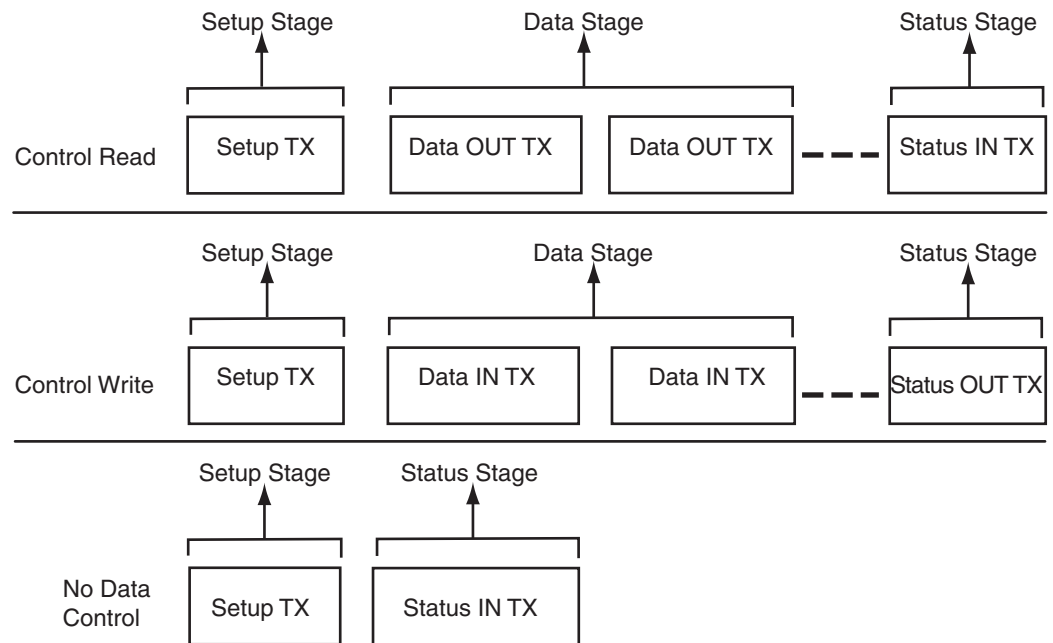 Setup Stage Data Stage Status Stage
Control Read Setup TX Data OUT TX Data OUT TX Status IN TX
Setup Stage Data Stage Status Stage
Control Write Setup TX Data IN TX Data IN TX Status OUT TX
Setup Stage Status Stage
No Data
Control Setup TX Status IN TX